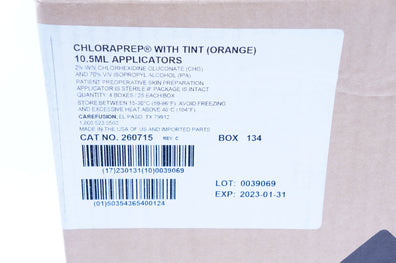 CHLORAPREP® WITH TINT (ORANGE)
10.5ML APPLICATORS
2% W/V CHLORHEXIDINE GLUCONATE (CHG)
AND 70% V/V ISOPROPYL ALCOHOL (IPA)
PATIENT PREOPERATIVE SKIN PREPARATION
APPLICATOR IS STERILE IF PACKAGE IS INTACT
QUANTITY: 4 BOXES / 25 EACH/BOX
STORE BETWEEN 15-30°C (59-86°F) AVOID FREEZING
AND EXCESSIVE HEAT ABOVE 40°C (104°F)
CAREFUSION, EL PASO, TX 79912
1.800.523.0502
MADE IN THE USA OF US AND IMPORTED PARTS
CAT NO. 260715 REV. C BOX 134
(17)230131(10)0039069
LOT: 0039069
EXP: 2023-01-31
(01)50354365400124